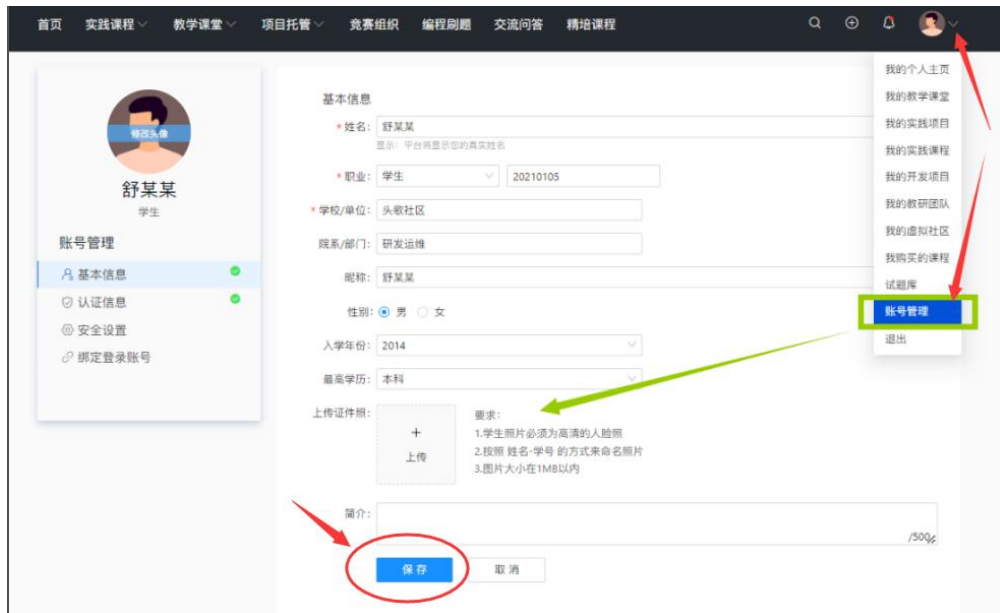 首页 实践课程 教学课堂 项目托管 竞赛组织 编程刷题 交流问答 精培课程
我的个人主页
我的教学课堂
我的实践项目
我的实践课程
我的开发项目
我的教研团队
我的虚拟社区
我购买的课程
试题库
账号管理
退出
修改头像
舒某某
学生
账号管理
基本信息
认证信息
安全设置
绑定登录账号
基本信息
*姓名: 舒某某
显示: 平台将显示您的真实姓名
*职业: 学生 20210105
*学校/单位: 头歌社区
院系/部门: 研发运维
昵称: 舒某某
性别: 男 女
入学年份: 2014
最高学历: 本科
上传证件照: + 上传
要求:
1.学生照片必须为高清的人脸照
2.按照 姓名-学号 的方式来命名照片
3.图片大小在1MB以内
简介:
/500
保存 取消